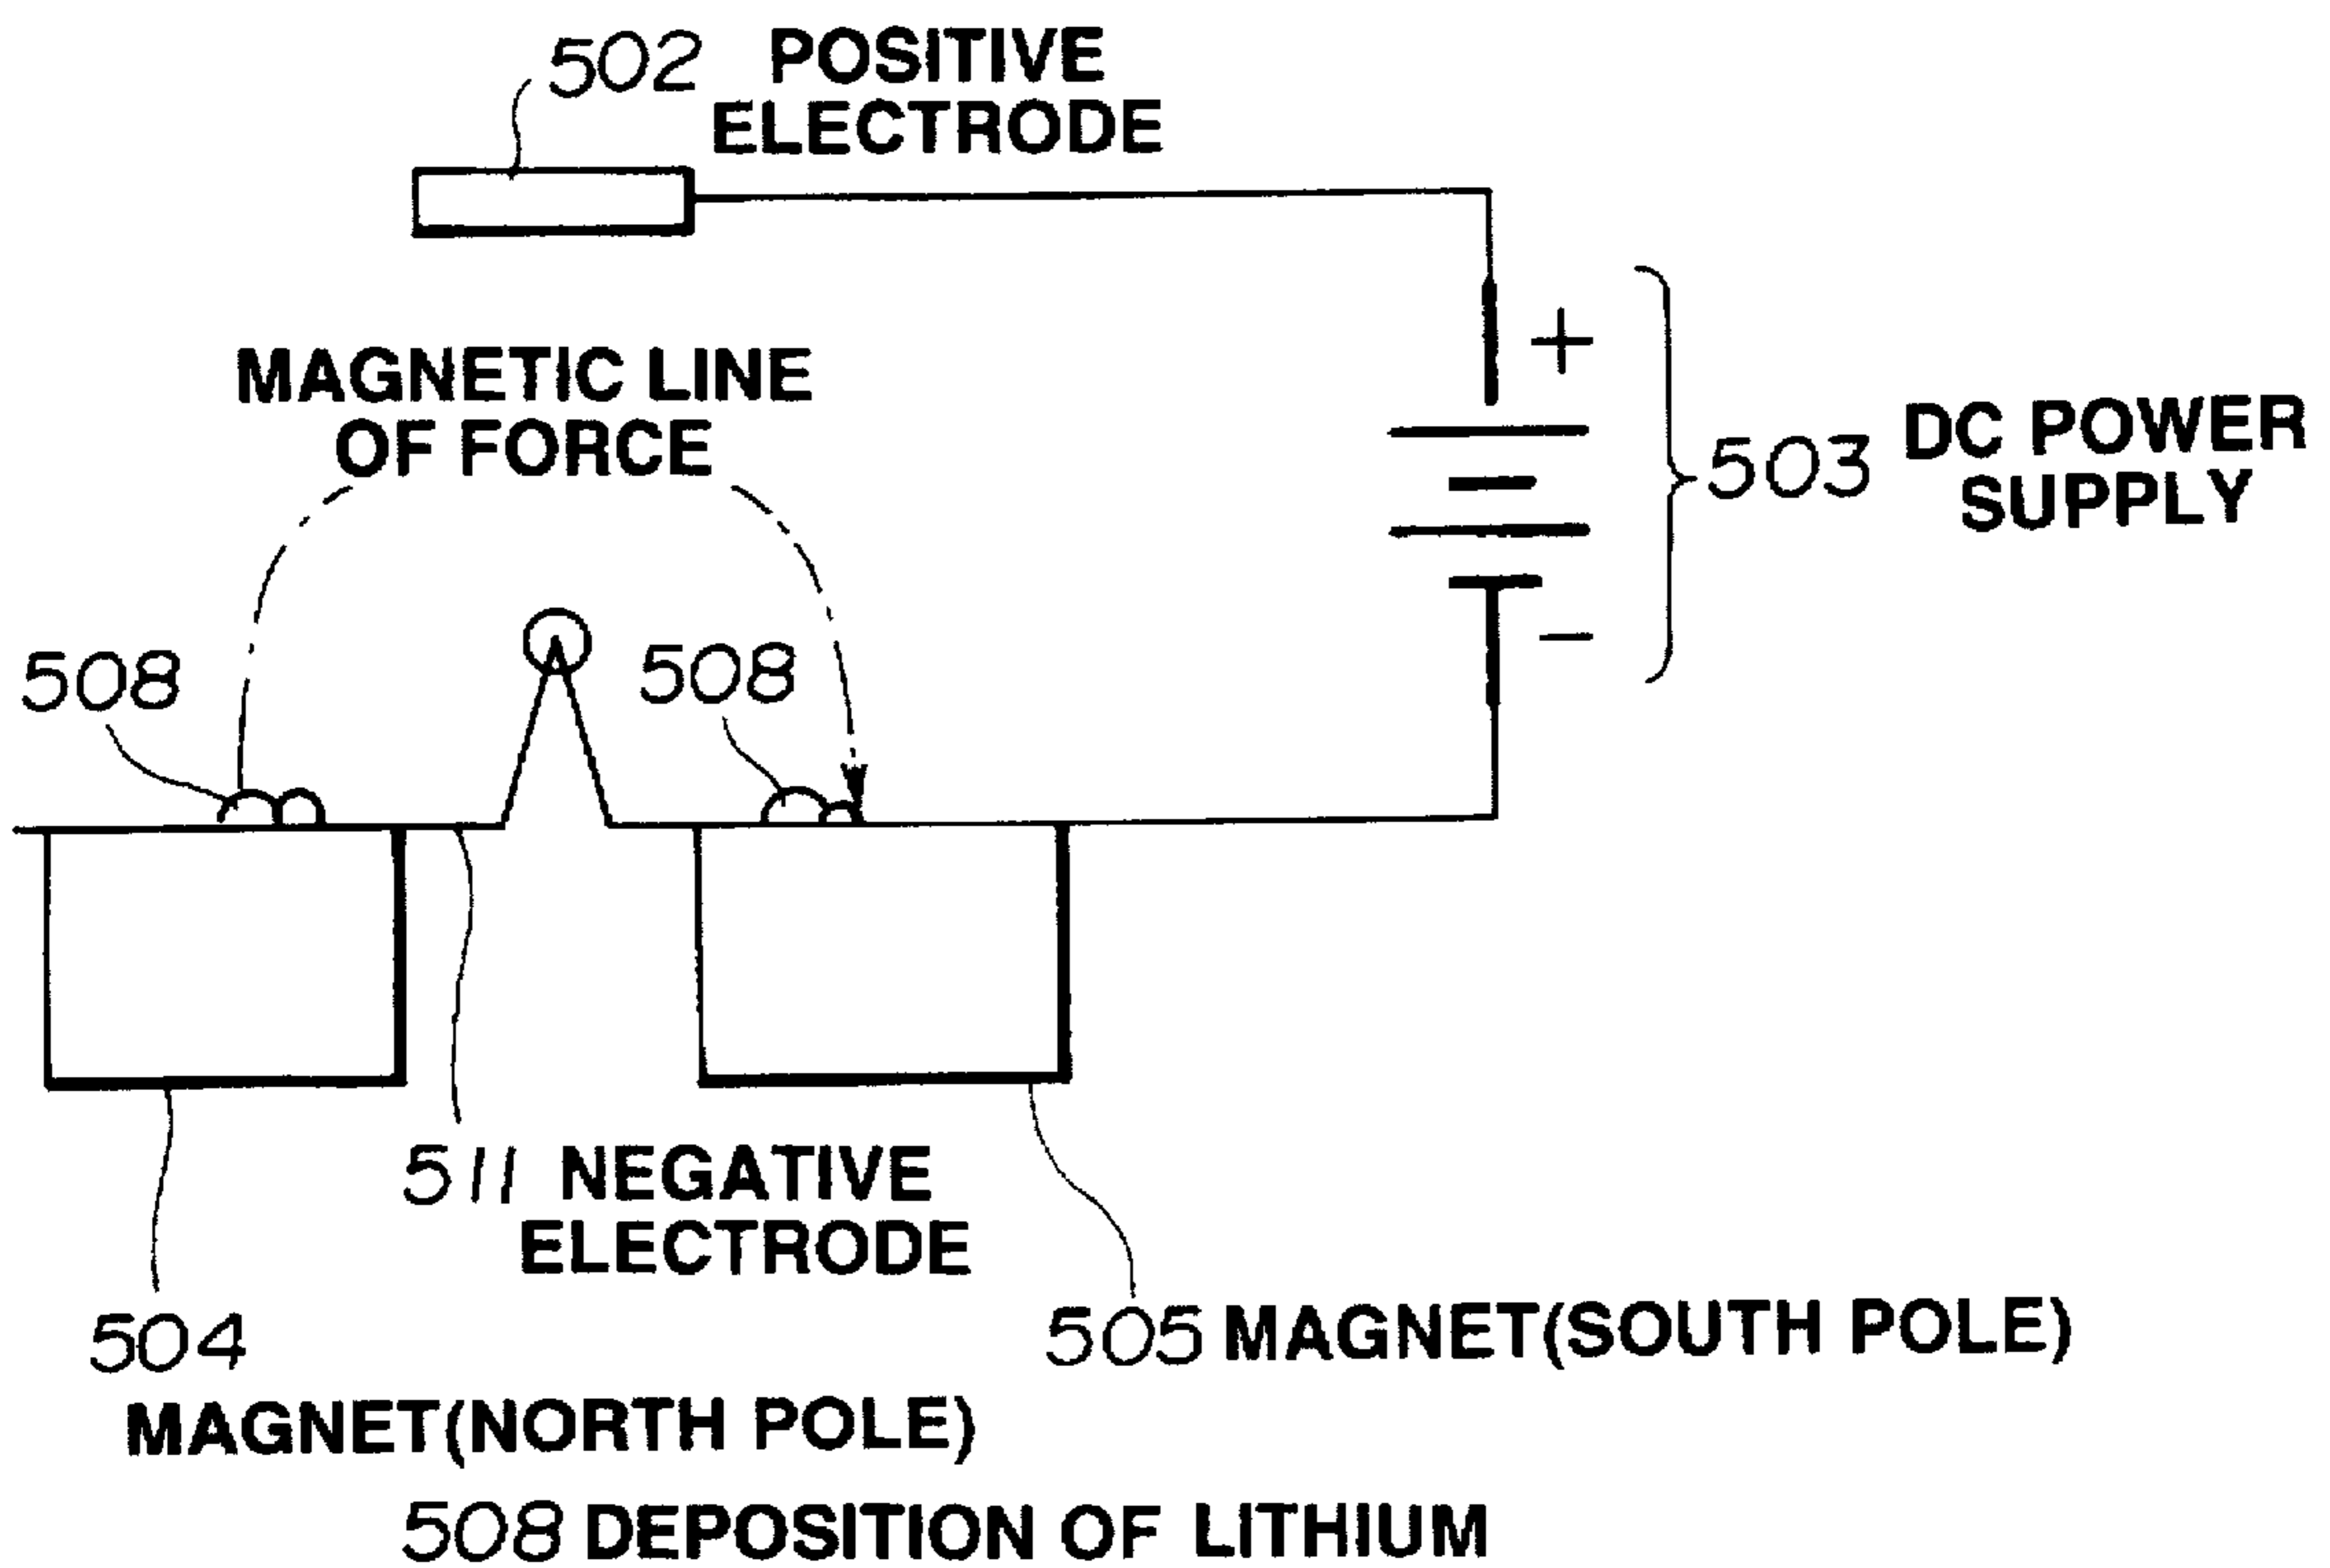 502 POSITIVE
ELECTRODE
MAGNETIC LINE
OF FORCE
+
503 DC POWER
SUPPLY
−
508
508
511 NEGATIVE
ELECTRODE
504
MAGNET(NORTH POLE)
505 MAGNET(SOUTH POLE)
508 DEPOSITION OF LITHIUM